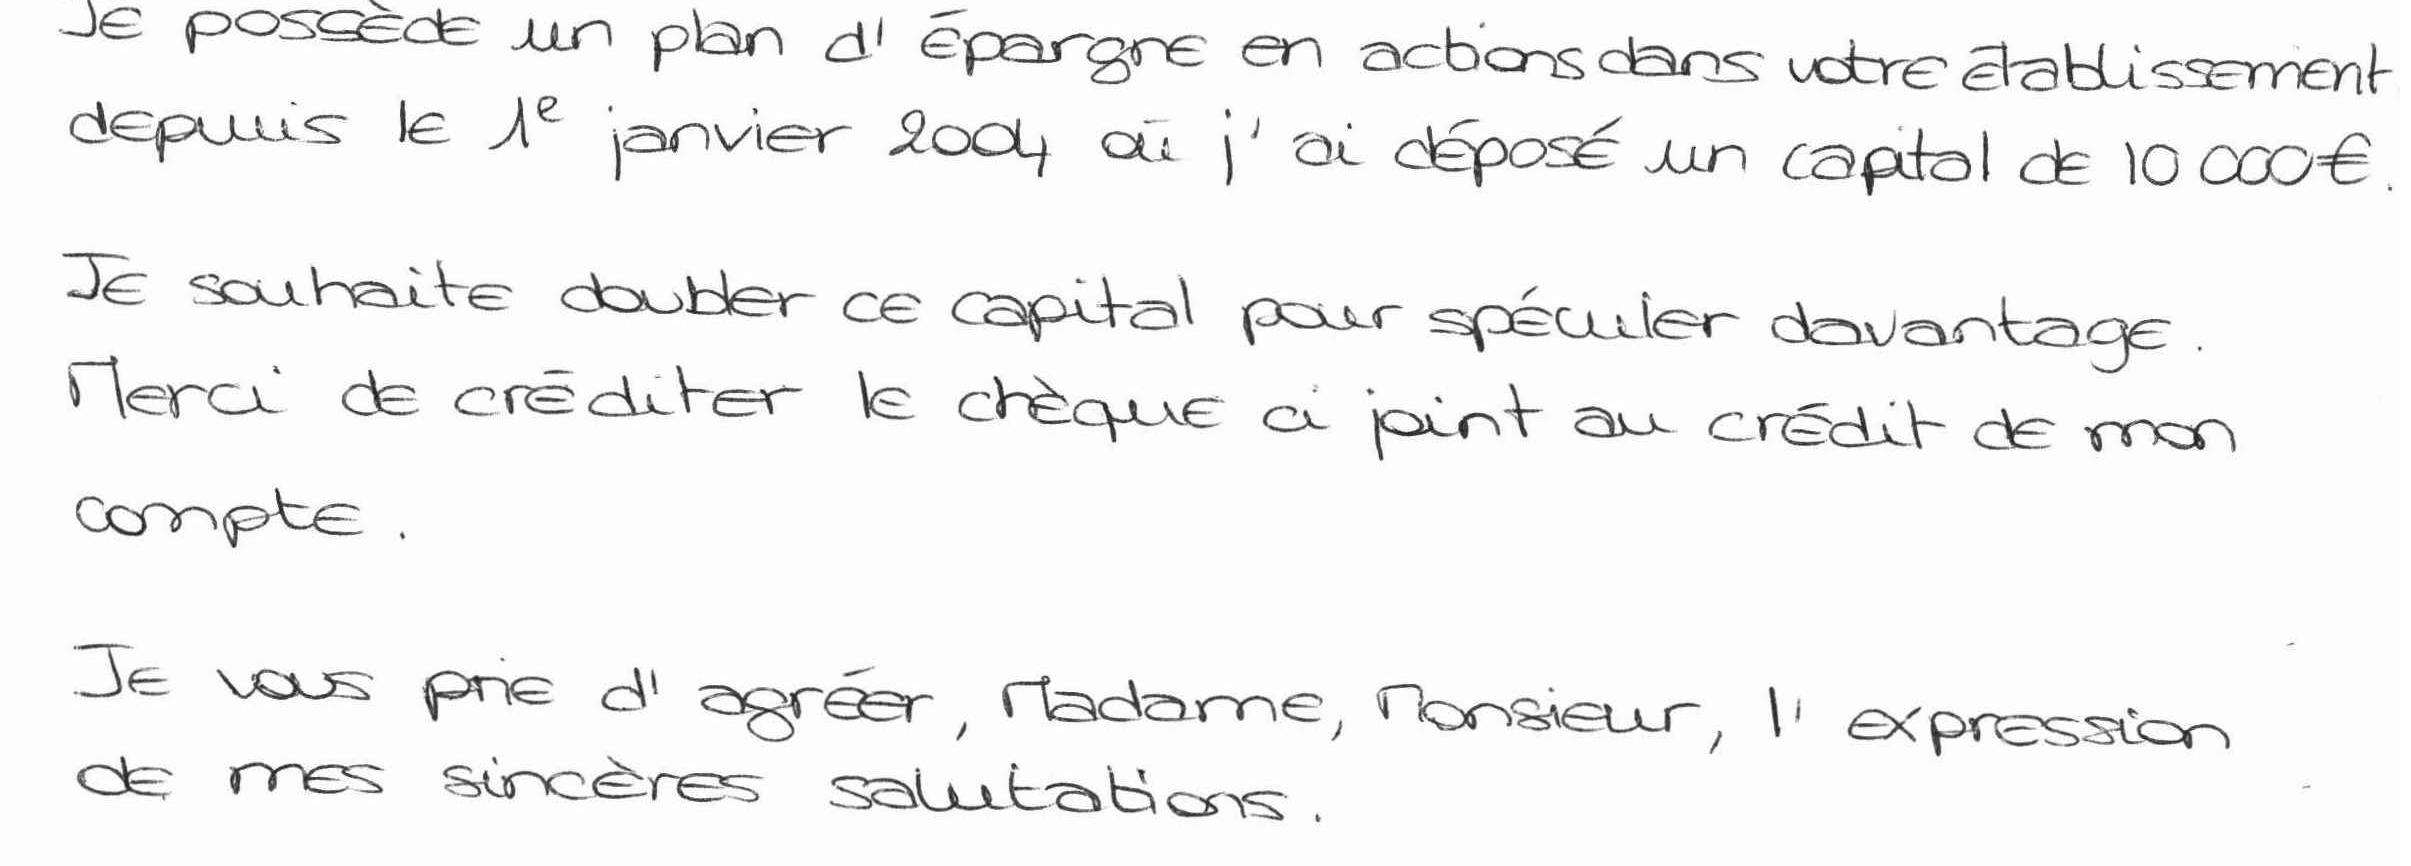 Je possède un plan d'épargne en actions dans votre établissement
depuis le 1e janvier 2004 où j'ai déposé un capital de 10 000 €.
Je souhaite doubler ce capital pour spéculer davantage.
Merci de créditer le chèque ci joint au crédit de mon
compte.
Je vous prie d'agréer, Madame, Monsieur, l'expression
de mes sincères salutations.